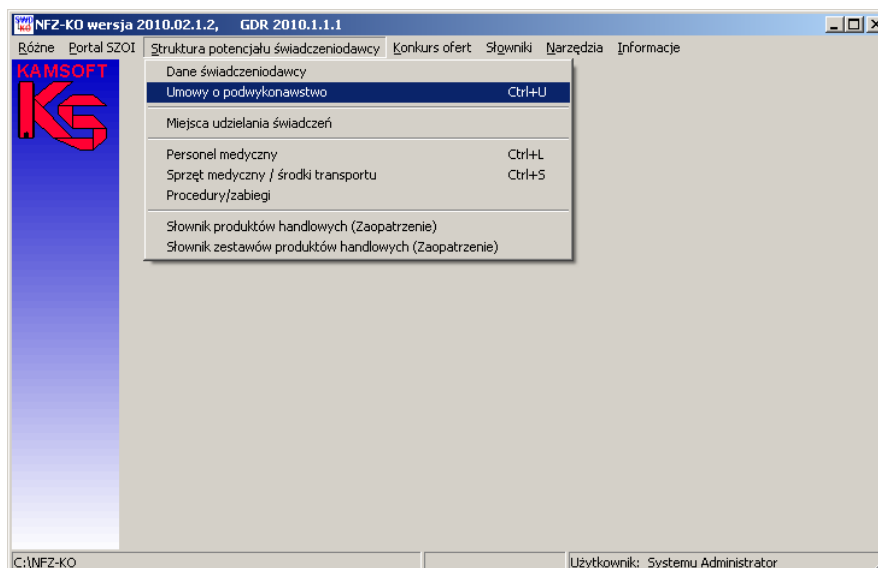 NFZ-KO wersja 2010.02.1.2, GDR 2010.1.1.1
Różne Portal SZOI Struktura potencjału świadczeniodawcy Konkurs ofert Słowniki Narzędzia Informacje
KAMSOFT
Dane świadczeniodawcy
Umowy o podwykonawstwo Ctrl+U
Miejsca udzielania świadczeń
Personel medyczny Ctrl+L
Sprzęt medyczny / środki transportu Ctrl+S
Procedury/zabiegi
Słownik produktów handlowych (Zaopatrzenie)
Słownik zestawów produktów handlowych (Zaopatrzenie)
C:\NFZ-KO Użytkownik: Systemu Administrator